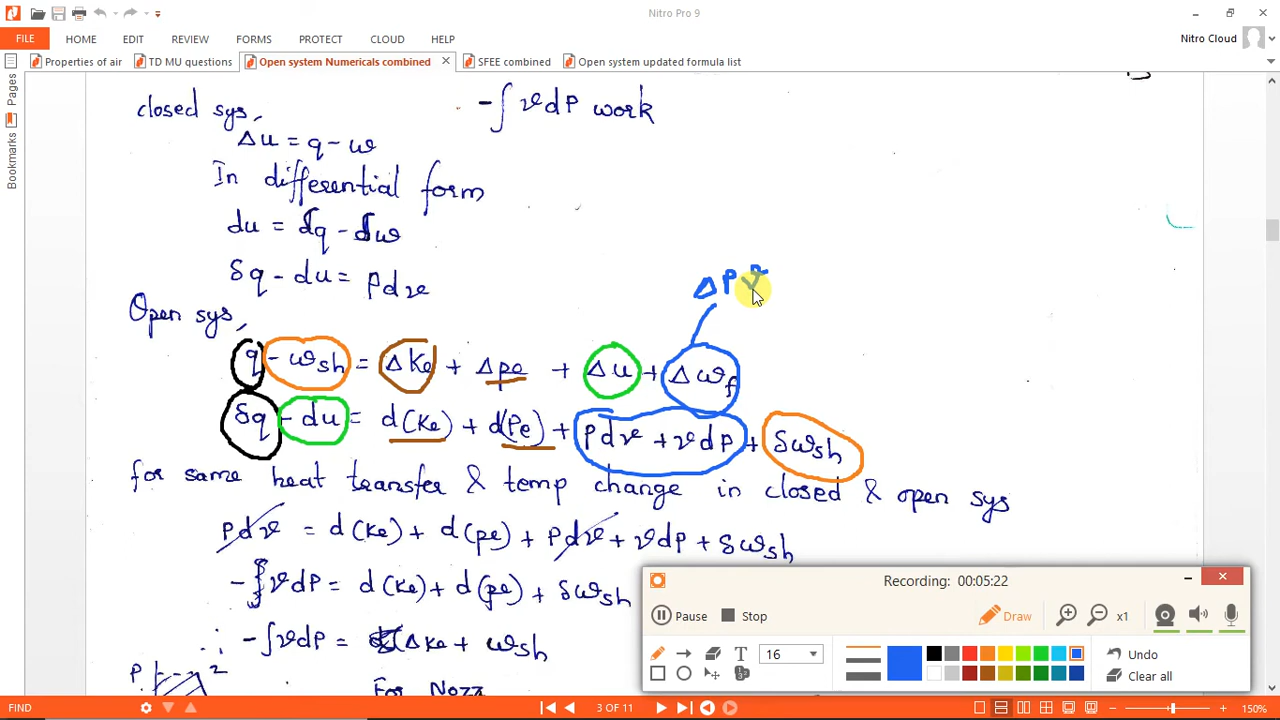 Nitro Pro 9
FILE HOME EDIT REVIEW FORMS PROTECT CLOUD HELP Nitro Cloud
Properties of air TD MU questions Open system Numericals combined SFEE combined Open system updated formula list
Pages
Bookmarks
closed sys, -∫ vdP work
Δu = q - w
In differential form
du = δq - δw
δq - du = Pdv
ΔPv
Open sys,
q - wsh = ΔKe + Δpe + Δu + Δwf
δq - du = d(Ke) + d(Pe) + Pdv + vdP + δwsh
for same heat transfer & temp change in closed & open sys
Pdv = d(Ke) + d(pe) + Pdv + vdP + δwsh
-∫vdP = d(Ke) + d(pe) + δwsh
∴ -∫vdP = Δke + wsh
P 2
For Nozz
Recording: 00:05:22
Pause Stop Draw x1
T 16 Undo
Clear all
FIND 3 OF 11 150%